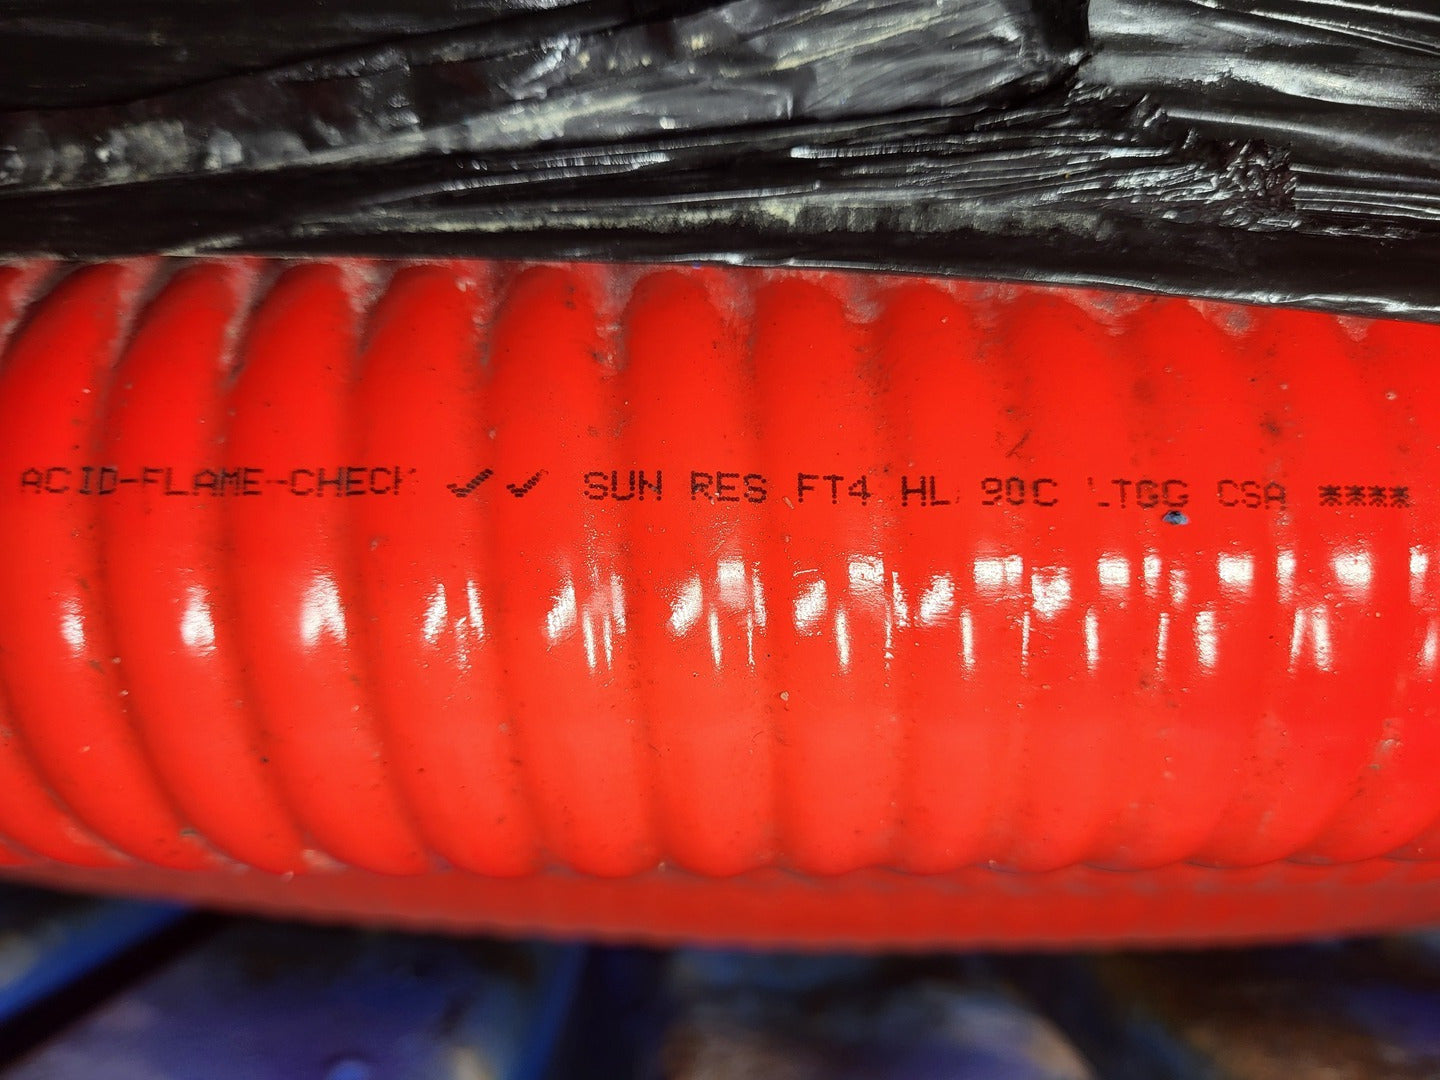 ACID-FLAME-CHECK ✓✓ SUN RES FT4 HL 90C LTGG CSA ****